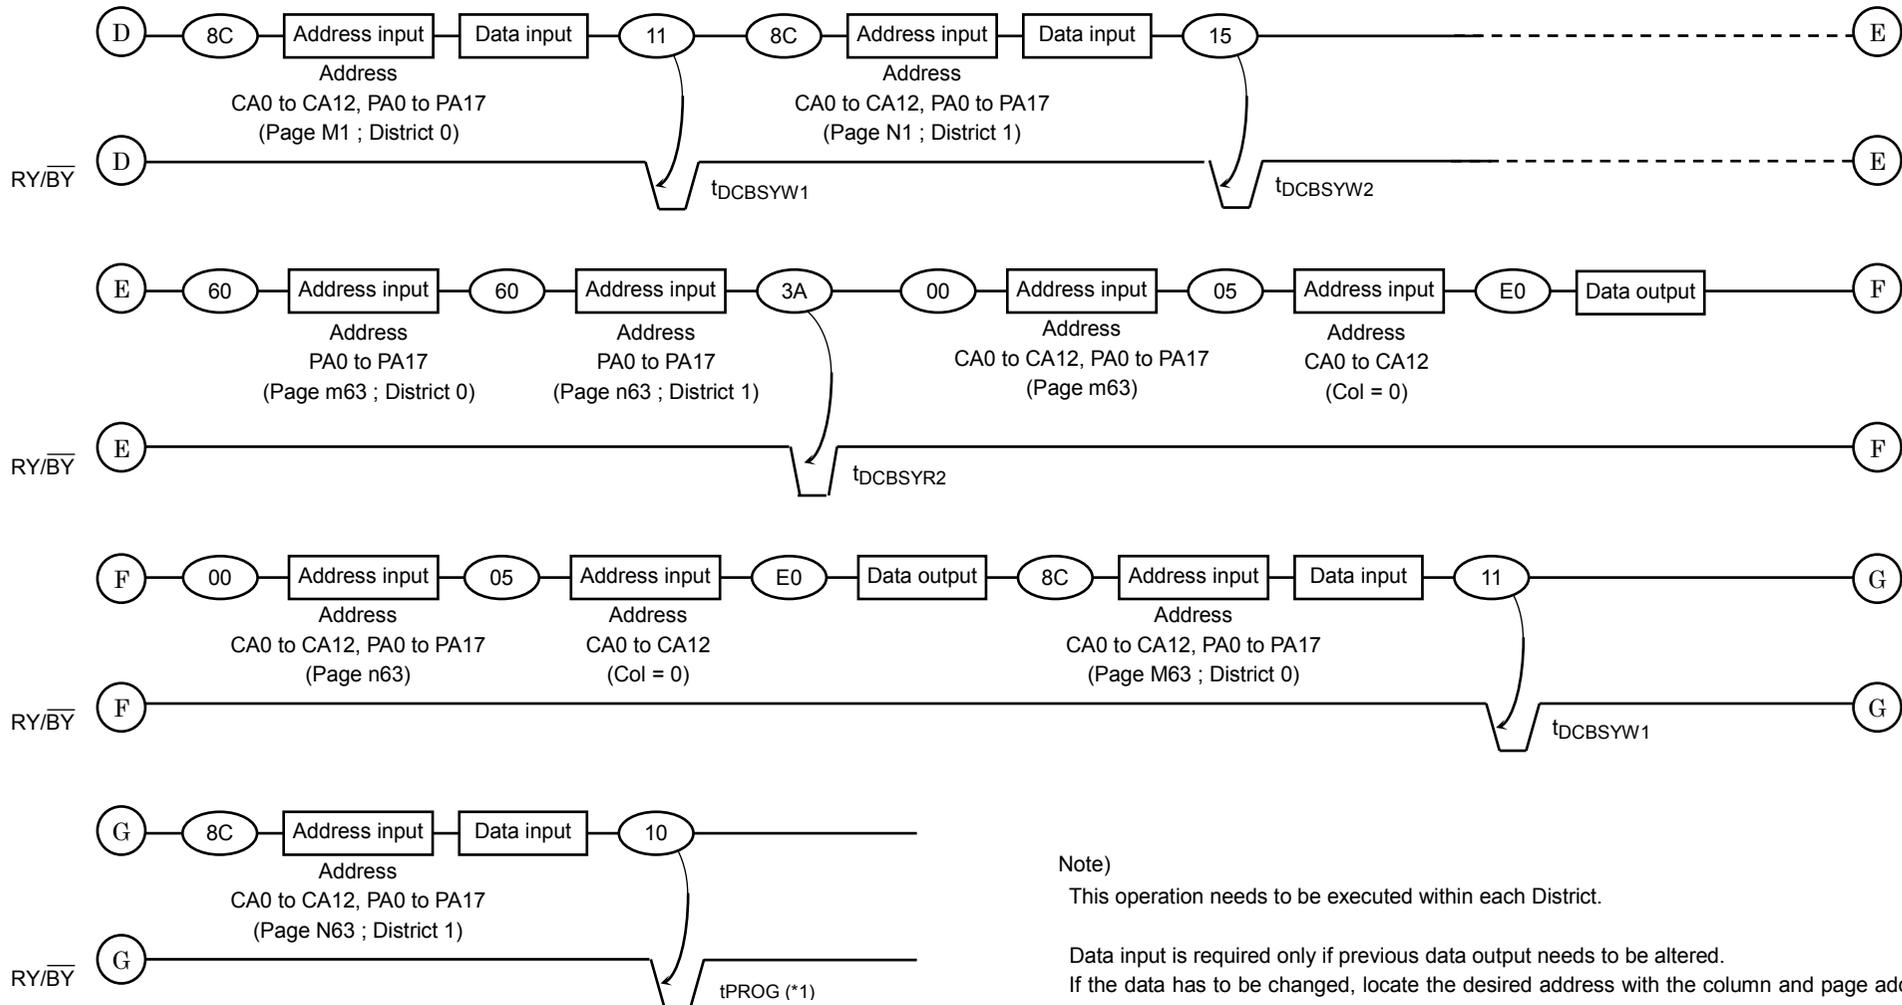 D 8C Address input Data input 11 8C Address input Data input 15 E
Address Address
CA0 to CA12, PA0 to PA17 CA0 to CA12, PA0 to PA17
(Page M1 ; District 0) (Page N1 ; District 1)
RY/BY D tDCBSYW1 tDCBSYW2 E
E 60 Address input 60 Address input 3A 00 Address input 05 Address input E0 Data output F
Address Address Address Address
PA0 to PA17 PA0 to PA17 CA0 to CA12, PA0 to PA17 CA0 to CA12
(Page m63 ; District 0) (Page n63 ; District 1) (Page m63) (Col = 0)
RY/BY E tDCBSYR2 F
F 00 Address input 05 Address input E0 Data output 8C Address input Data input 11 G
Address Address Address
CA0 to CA12, PA0 to PA17 CA0 to CA12 CA0 to CA12, PA0 to PA17
(Page n63) (Col = 0) (Page M63 ; District 0)
RY/BY F tDCBSYW1 G
G 8C Address input Data input 10
Address
CA0 to CA12, PA0 to PA17
(Page N63 ; District 1)
RY/BY G tPROG (*1)
Note)
This operation needs to be executed within each District.
Data input is required only if previous data output needs to be altered.
If the data has to be changed, locate the desired address with the column and page